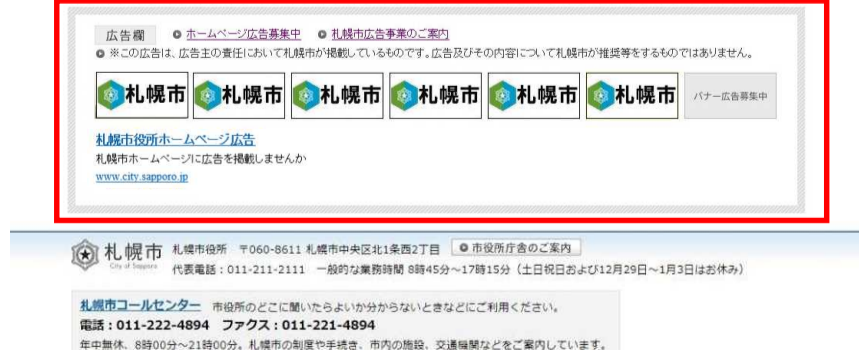 広告欄 ホームページ広告募集中 札幌市広告事業のご案内
※この広告は、広告主の責任において札幌市が掲載しているものです。広告及びその内容について札幌市が推奨等をするものではありません。
札幌市 札幌市 札幌市 札幌市 札幌市 札幌市 バナー広告募集中
札幌市役所ホームページ広告
札幌市ホームページに広告を掲載しませんか
www.city.sapporo.jp
札幌市 City of Sapporo 札幌市役所 〒060-8611 札幌市中央区北1条西2丁目 市役所庁舎のご案内
代表電話：011-211-2111 一般的な業務時間 8時45分～17時15分（土日祝日および12月29日～1月3日はお休み）
札幌市コールセンター 市役所のどこに聞いたらよいか分からないときなどにご利用ください。
電話：011-222-4894 ファクス：011-221-4894
年中無休、8時00分～21時00分。札幌市の制度や手続き、市内の施設、交通機関などをご案内しています。